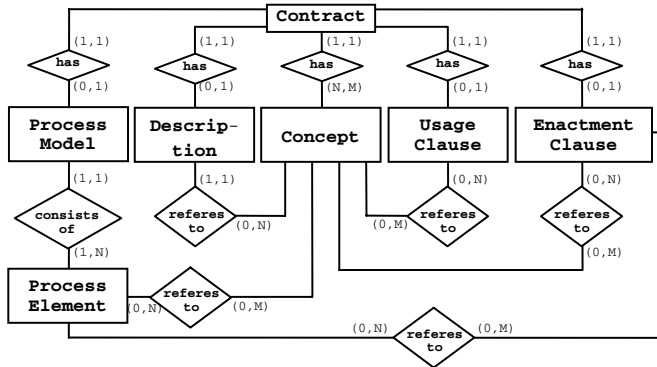 Contract
(1,1)
(1,1)
(1,1)
(1,1)
(1,1)
has
has
has
has
has
(0,1)
(0,1)
(N,M)
(0,1)
(0,1)
Process
Model
Descrip-
tion
Concept
Usage
Clause
Enactment
Clause
(1,1)
(1,1)
(0,N)
(0,N)
consists
of
referes
to
(0,N)
(0,M)
referes
to
referes
to
(1,N)
(0,M)
Process
Element
(0,N)
referes
to
(0,M)
(0,N)
referes
to
(0,M)